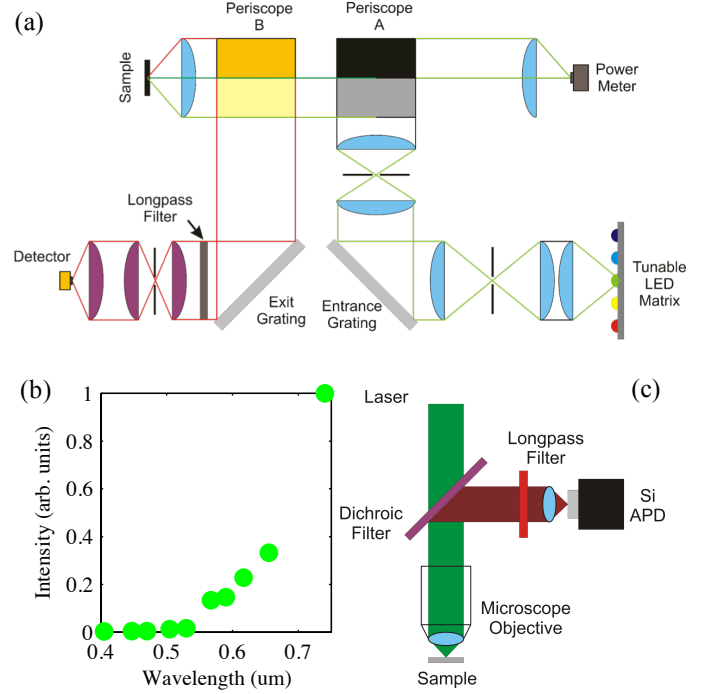 (a)
Periscope
B
Periscope
A
Sample
Power
Meter
Longpass
Filter
Detector
Exit
Grating
Entrance
Grating
Tunable
LED
Matrix
(b)
1
0.8
0.6
0.4
0.2
0
0.4
0.5
0.6
0.7
Intensity (arb. units)
Wavelength (um)
(c)
Laser
Longpass
Filter
Si
APD
Dichroic
Filter
Microscope
Objective
Sample